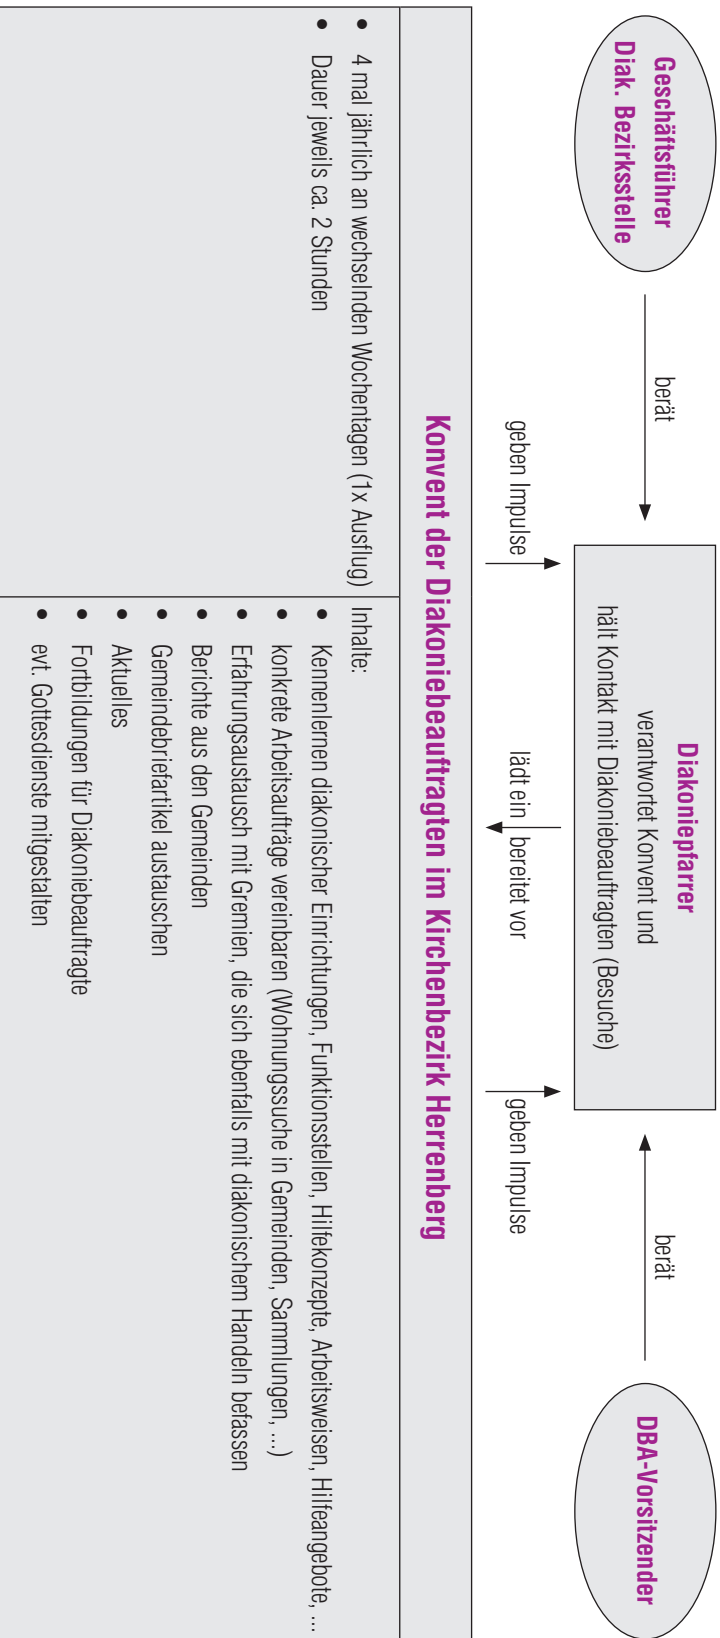 Geschäftsführer
Diak. Bezirksstelle
berät
Diakoniepfarrer
verantwortet Konvent und
hält Kontakt mit Diakoniebeauftragten (Besuche)
berät
DBA-Vorsitzender
geben Impulse
lädt ein bereitet vor
geben Impulse
Konvent der Diakoniebeauftragten im Kirchenbezirk Herrenberg
• 4 mal jährlich an wechselnden Wochentagen (1x Ausflug)
• Dauer jeweils ca. 2 Stunden
Inhalte:
• Kennenlernen diakonischer Einrichtungen, Funktionsstellen, Hilfekonzepte, Arbeitsweisen, Hilfeangebote, ...
• konkrete Arbeitsaufträge vereinbaren (Wohnungssuche in Gemeinden, Sammlungen, ...)
• Erfahrungsaustausch mit Gremien, die sich ebenfalls mit diakonischem Handeln befassen
• Berichte aus den Gemeinden
• Gemeindebriefartikel austauschen
• Aktuelles
• Fortbildungen für Diakoniebeauftragte
• evt. Gottesdienste mitgestalten